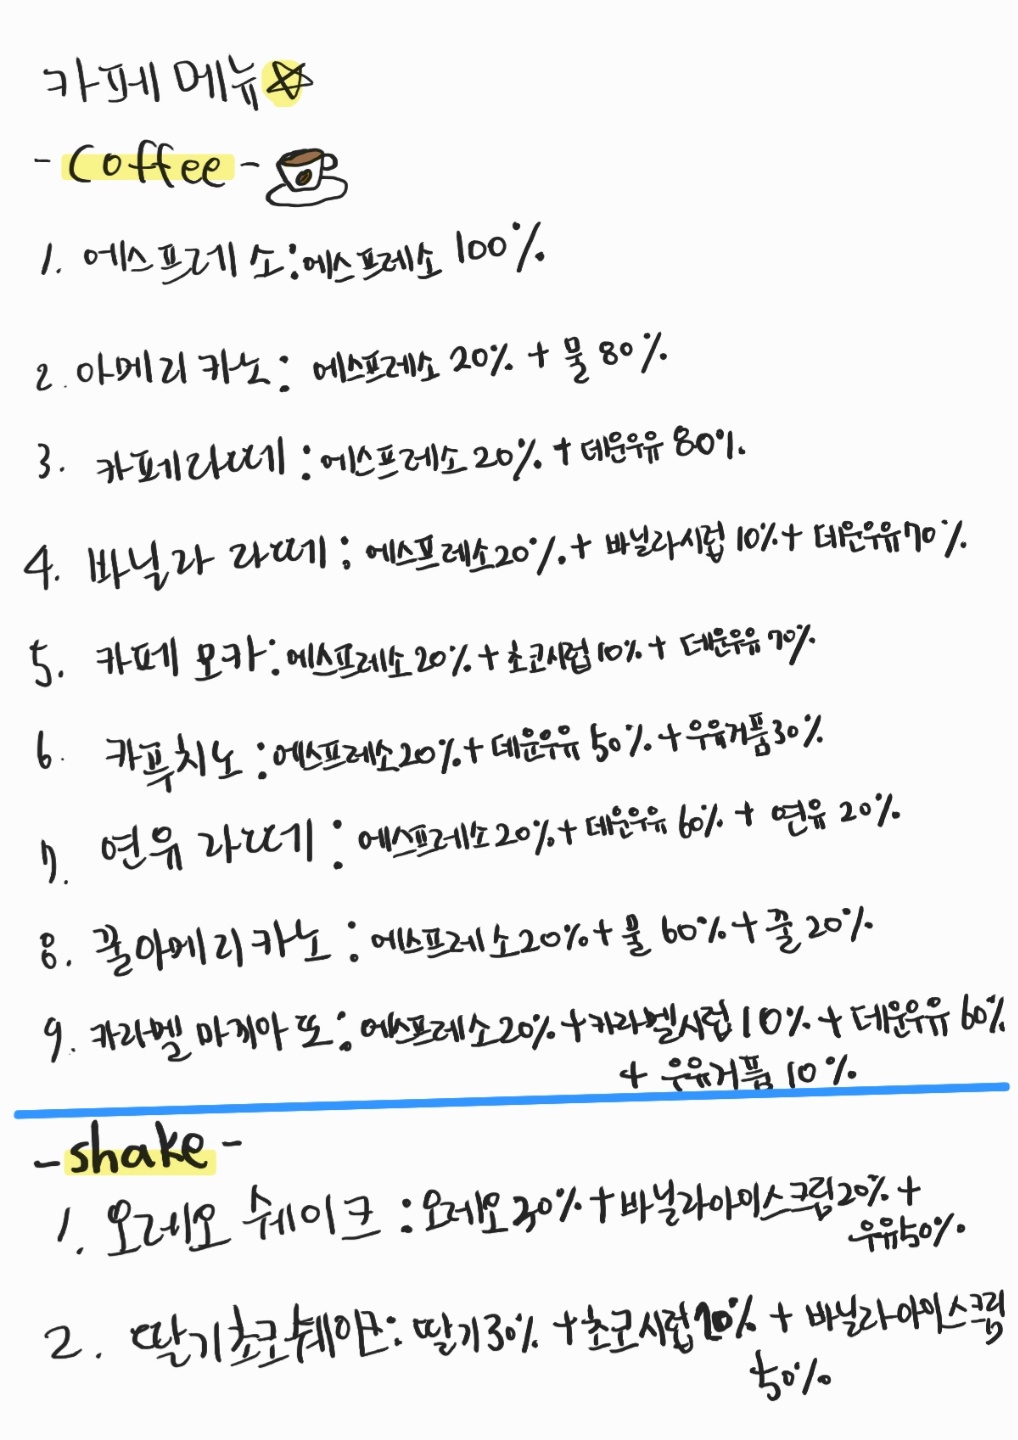 카페 메뉴
- Coffee -
1. 에스프레소 : 에스프레소 100%
2. 아메리카노 : 에스프레소 20% + 물 80%
3. 카페라떼 : 에스프레소 20% + 데운우유 80%
4. 바닐라 라떼 : 에스프레소 20% + 바닐라시럽 10% + 데운우유 70%
5. 카페 모카 : 에스프레소 20% + 초코시럽 10% + 데운우유 70%
6. 카푸치노 : 에스프레소 20% + 데운우유 50% + 우유거품 30%
7. 연유 라떼 : 에스프레소 20% + 데운우유 60% + 연유 20%
8. 꿀아메리카노 : 에스프레소 20% + 물 60% + 꿀 20%
9. 카라멜 마끼아또 : 에스프레소 20% + 카라멜시럽 10% + 데운우유 60%
+ 우유거품 10%
- shake -
1. 오레오 쉐이크 : 오레오 30% + 바닐라아이스크림 20% +
우유 50%
2. 딸기초코쉐이크 : 딸기 30% + 초코시럽 20% + 바닐라아이스크림
50%